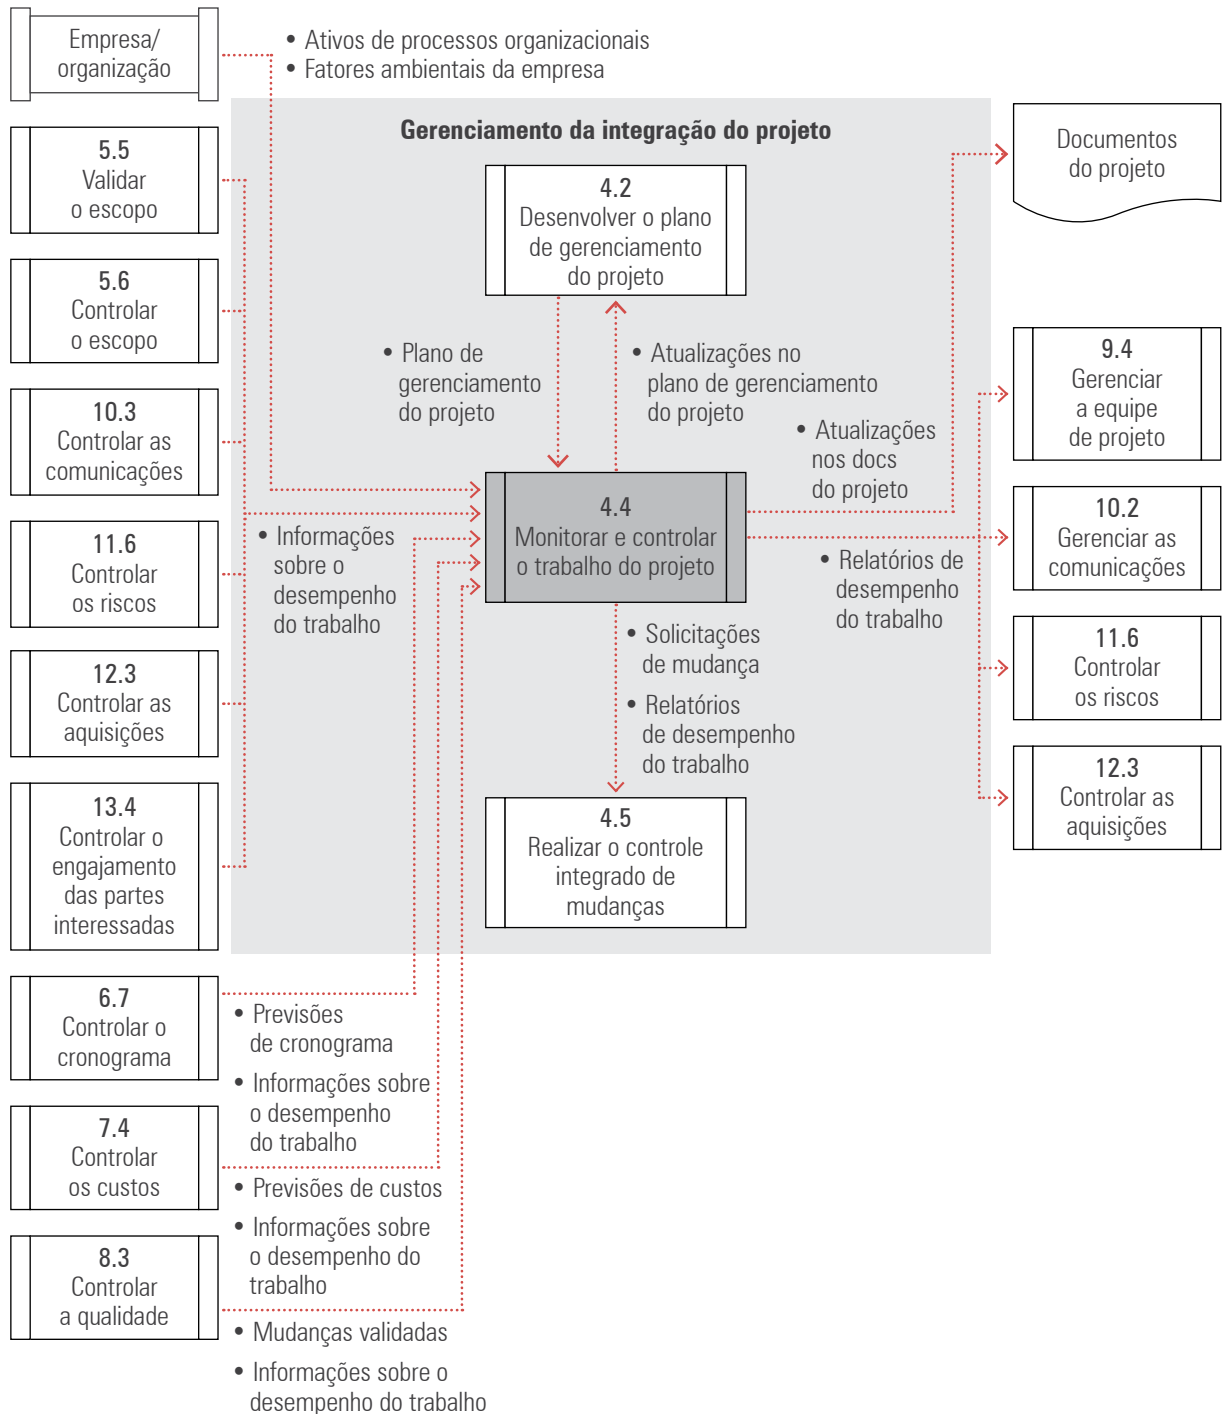 Empresa/
organização
• Ativos de processos organizacionais
• Fatores ambientais da empresa
Gerenciamento da integração do projeto
5.5
Validar
o escopo
5.6
Controlar
o escopo
10.3
Controlar as
comunicações
11.6
Controlar
os riscos
12.3
Controlar as
aquisições
13.4
Controlar o
engajamento
das partes
interessadas
6.7
Controlar o
cronograma
7.4
Controlar
os custos
8.3
Controlar
a qualidade
4.2
Desenvolver o plano
de gerenciamento
do projeto
• Plano de
gerenciamento
do projeto
• Atualizações no
plano de gerenciamento
do projeto
• Informações
sobre o
desempenho
do trabalho
4.4
Monitorar e controlar
o trabalho do projeto
• Atualizações
nos docs
do projeto
• Relatórios de
desempenho
do trabalho
• Solicitações
de mudança
• Relatórios
de desempenho
do trabalho
4.5
Realizar o controle
integrado de
mudanças
• Previsões
de cronograma
• Informações sobre
o desempenho
do trabalho
• Previsões de custos
• Informações sobre
o desempenho do
trabalho
• Mudanças validadas
• Informações sobre o
desempenho do trabalho
Documentos
do projeto
9.4
Gerenciar
a equipe
de projeto
10.2
Gerenciar as
comunicações
11.6
Controlar
os riscos
12.3
Controlar as
aquisições